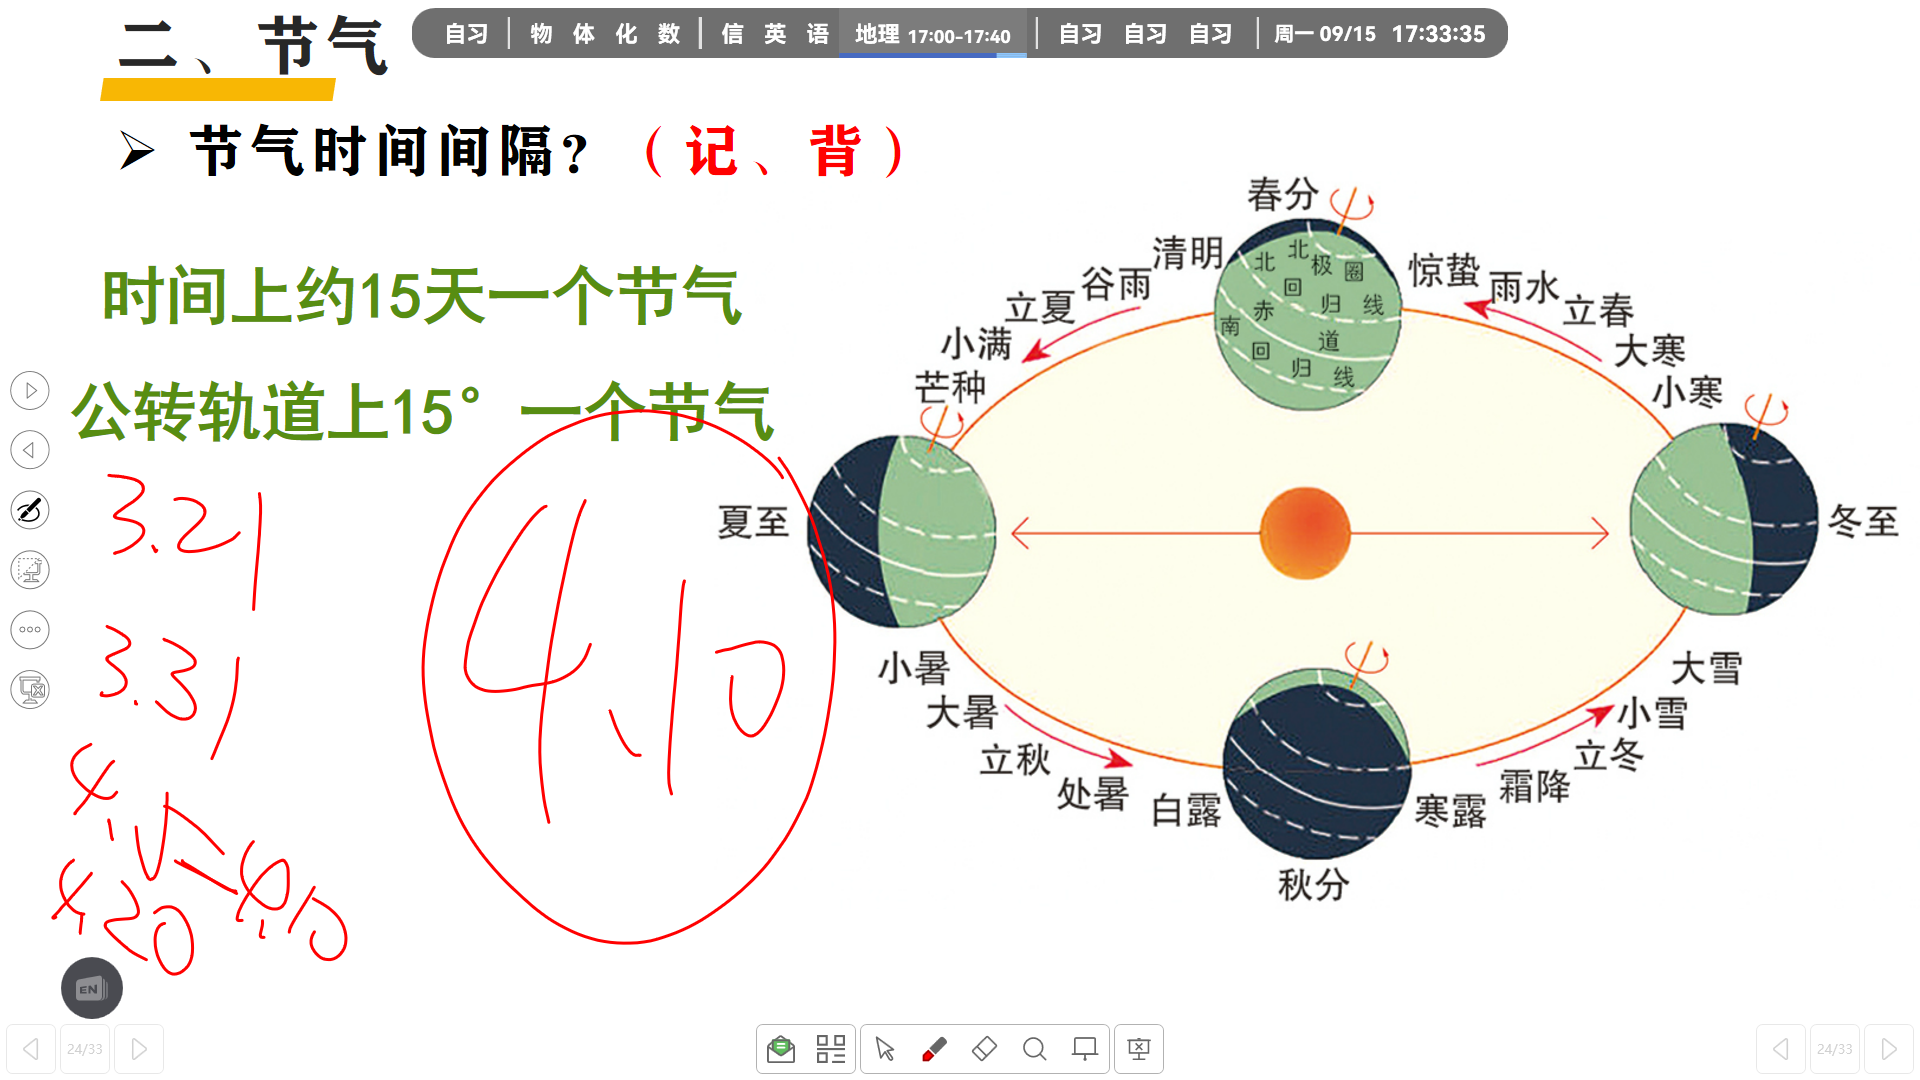 二、节气
自习 物 体 化 数 信 英 语 地理 17:00-17:40 自习 自习 自习 周一 09/15 17:33:35
➢ 节气时间间隔?(记、背)
时间上约15天一个节气
公转轨道上15°一个节气
3.21
3.31
4.5
4.10
4.20
4.10
春分
清明
谷雨
立夏
小满
芒种
夏至
小暑
大暑
立秋
处暑
白露
秋分
寒露
霜降
立冬
小雪
大雪
冬至
小寒
大寒
立春
雨水
惊蛰
北极圈
北回归线
赤道
南回归线
EN
24/33
24/33